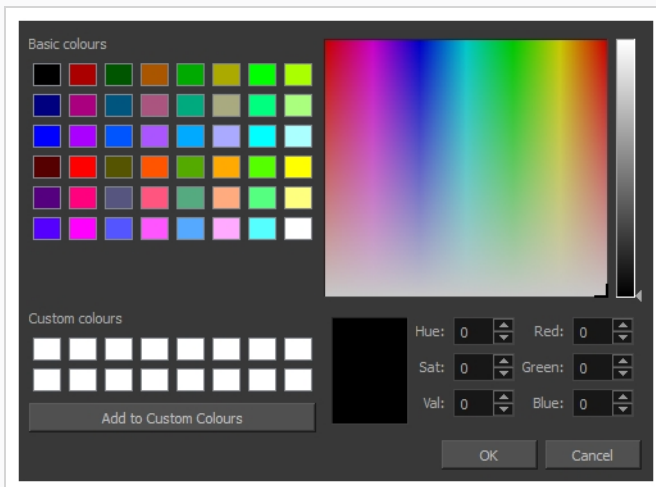 Basic colours
Custom colours
Add to Custom Colours
Hue: 0 Red: 0
Sat: 0 Green: 0
Val: 0 Blue: 0
OK Cancel